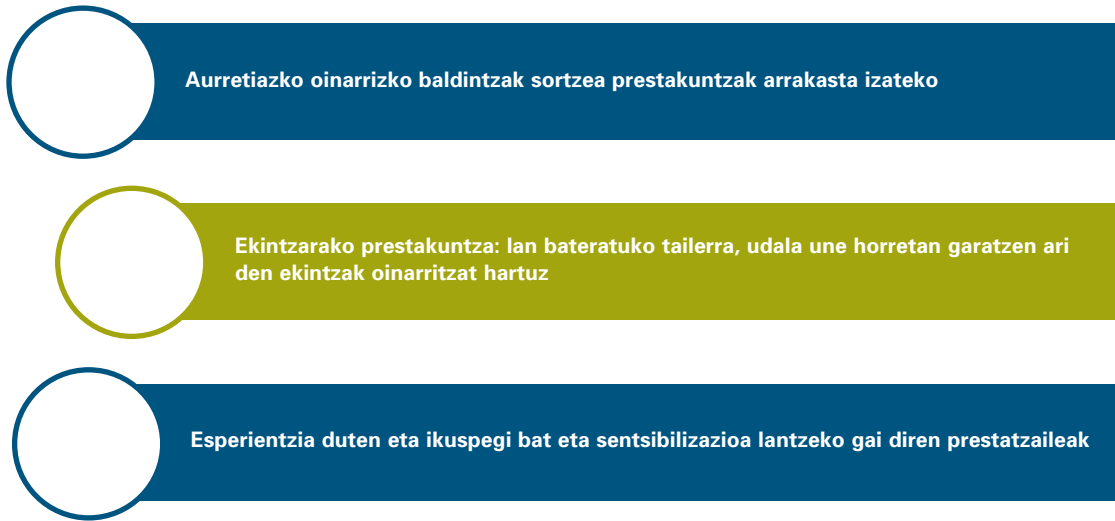 Aurretiazko oinarrizko baldintzak sortzea prestakuntzak arrakasta izateko
Ekintzarako prestakuntza: lan bateratuko tailerra, udala une horretan garatzen ari
den ekintzak oinarritzat hartuz
Esperientzia duten eta ikuspegi bat eta sentsibilizazioa lantzeko gai diren prestatzaileak